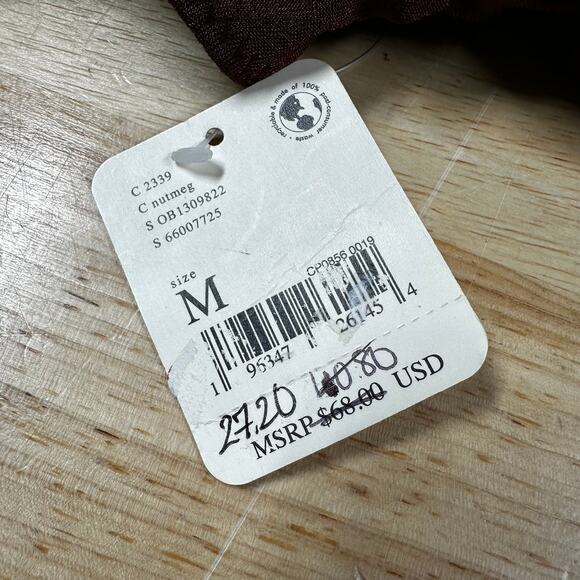 recyclable & made of 100% post-consumer waste •
C 2339
C nutmeg
S OB1309822
S 66007725
size
M
CP0856 0019
1 96347 26145 4
27.20 40.80
MSRP $68.00 USD